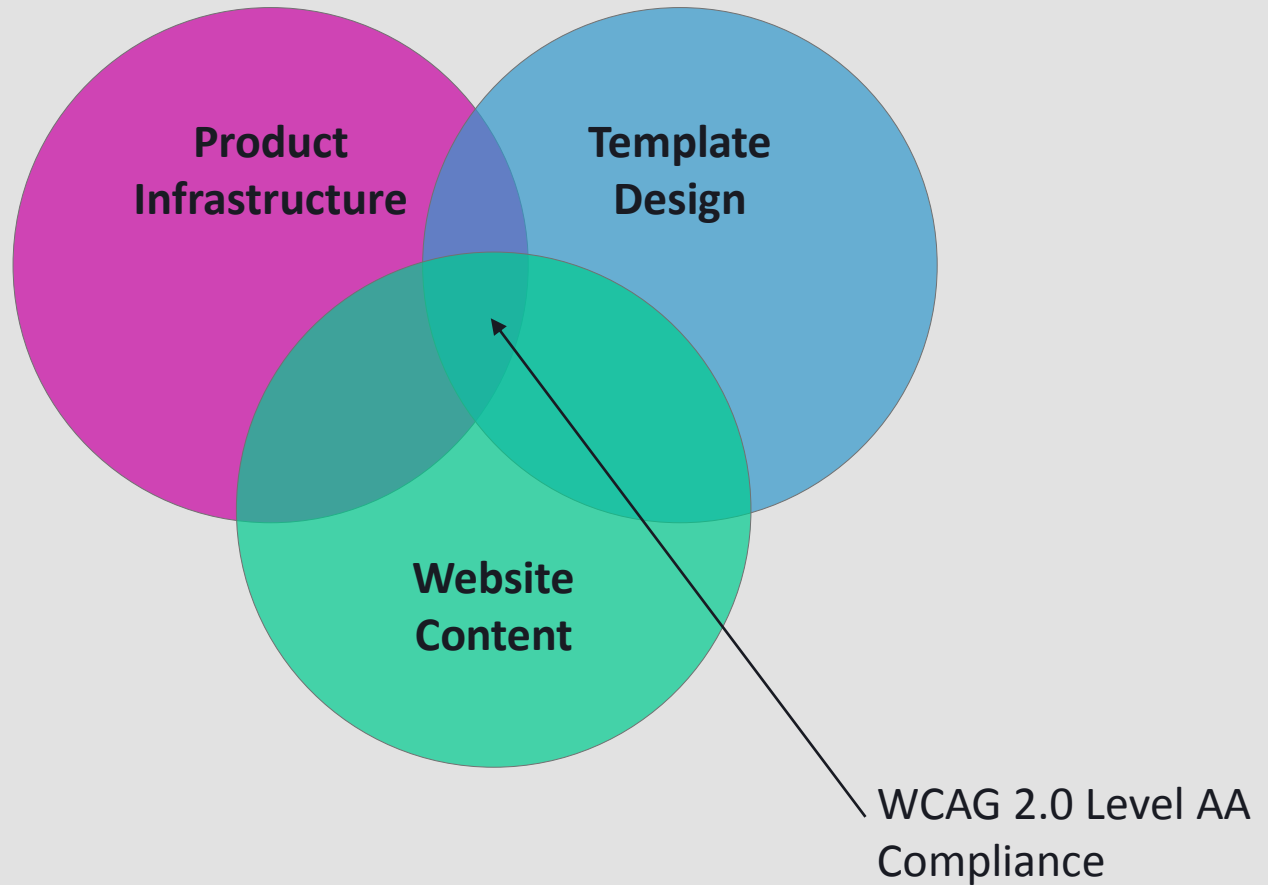 Product
Infrastructure
Template
Design
Website
Content
WCAG 2.0 Level AA
Compliance